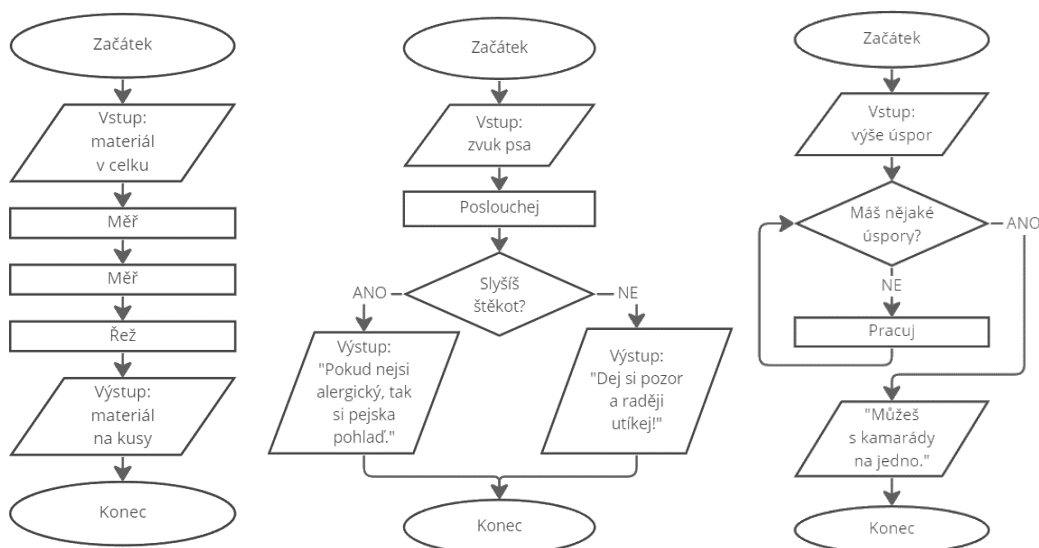 Začátek
Vstup:
materiál
v celku
Měř
Měř
Řež
Výstup:
materiál
na kusy
Konec
Začátek
Vstup:
zvuk psa
Poslouchej
Slyšíš
štěkot?
ANO
NE
Výstup:
"Pokud nejsi
alergický, tak
si pejska
pohlaď."
Výstup:
"Dej si pozor
a raději
utíkej!"
Konec
Začátek
Vstup:
výše úspor
Máš nějaké
úspory?
ANO
NE
Pracuj
"Můžeš
s kamarády
na jedno."
Konec